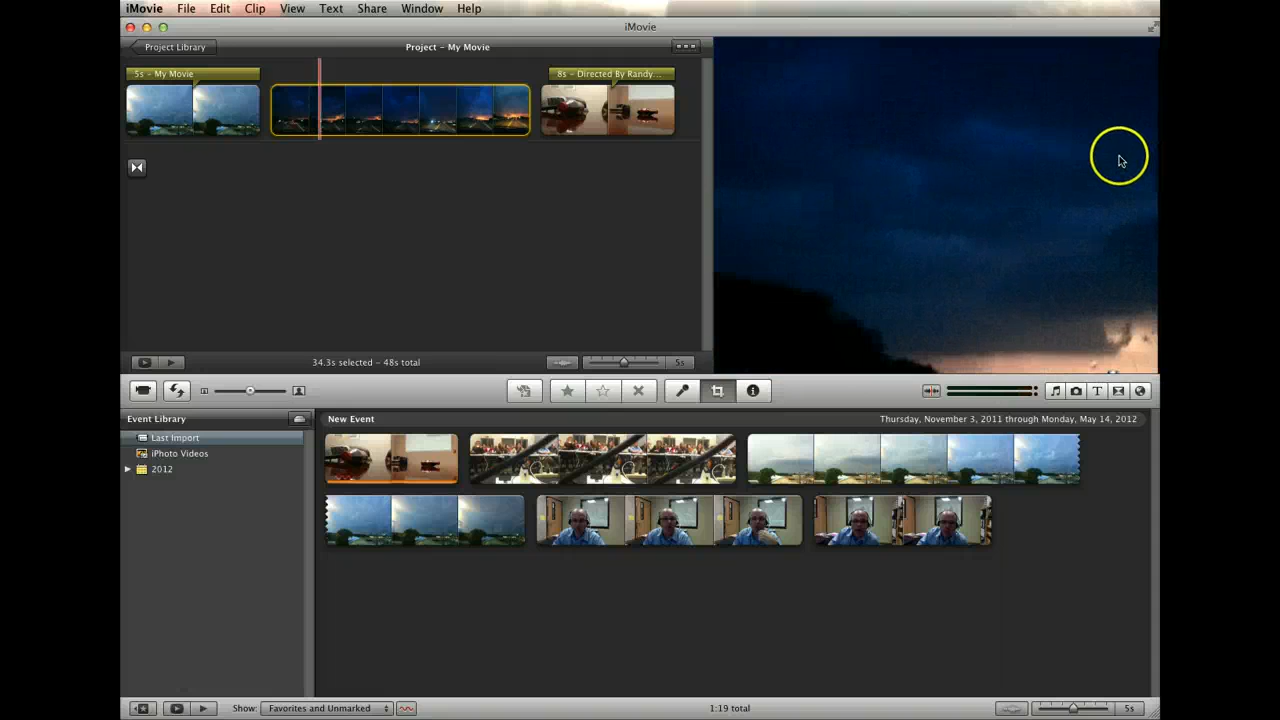 iMovie File Edit Clip View Text Share Window Help
iMovie
Project Library
Project - My Movie
5s - My Movie
8s - Directed By Randy...
34.3s selected - 48s total
5s
Event Library
New Event
Thursday, November 3, 2011 through Monday, May 14, 2012
Last Import
iPhoto Videos
2012
Show: Favorites and Unmarked
1:19 total
5s